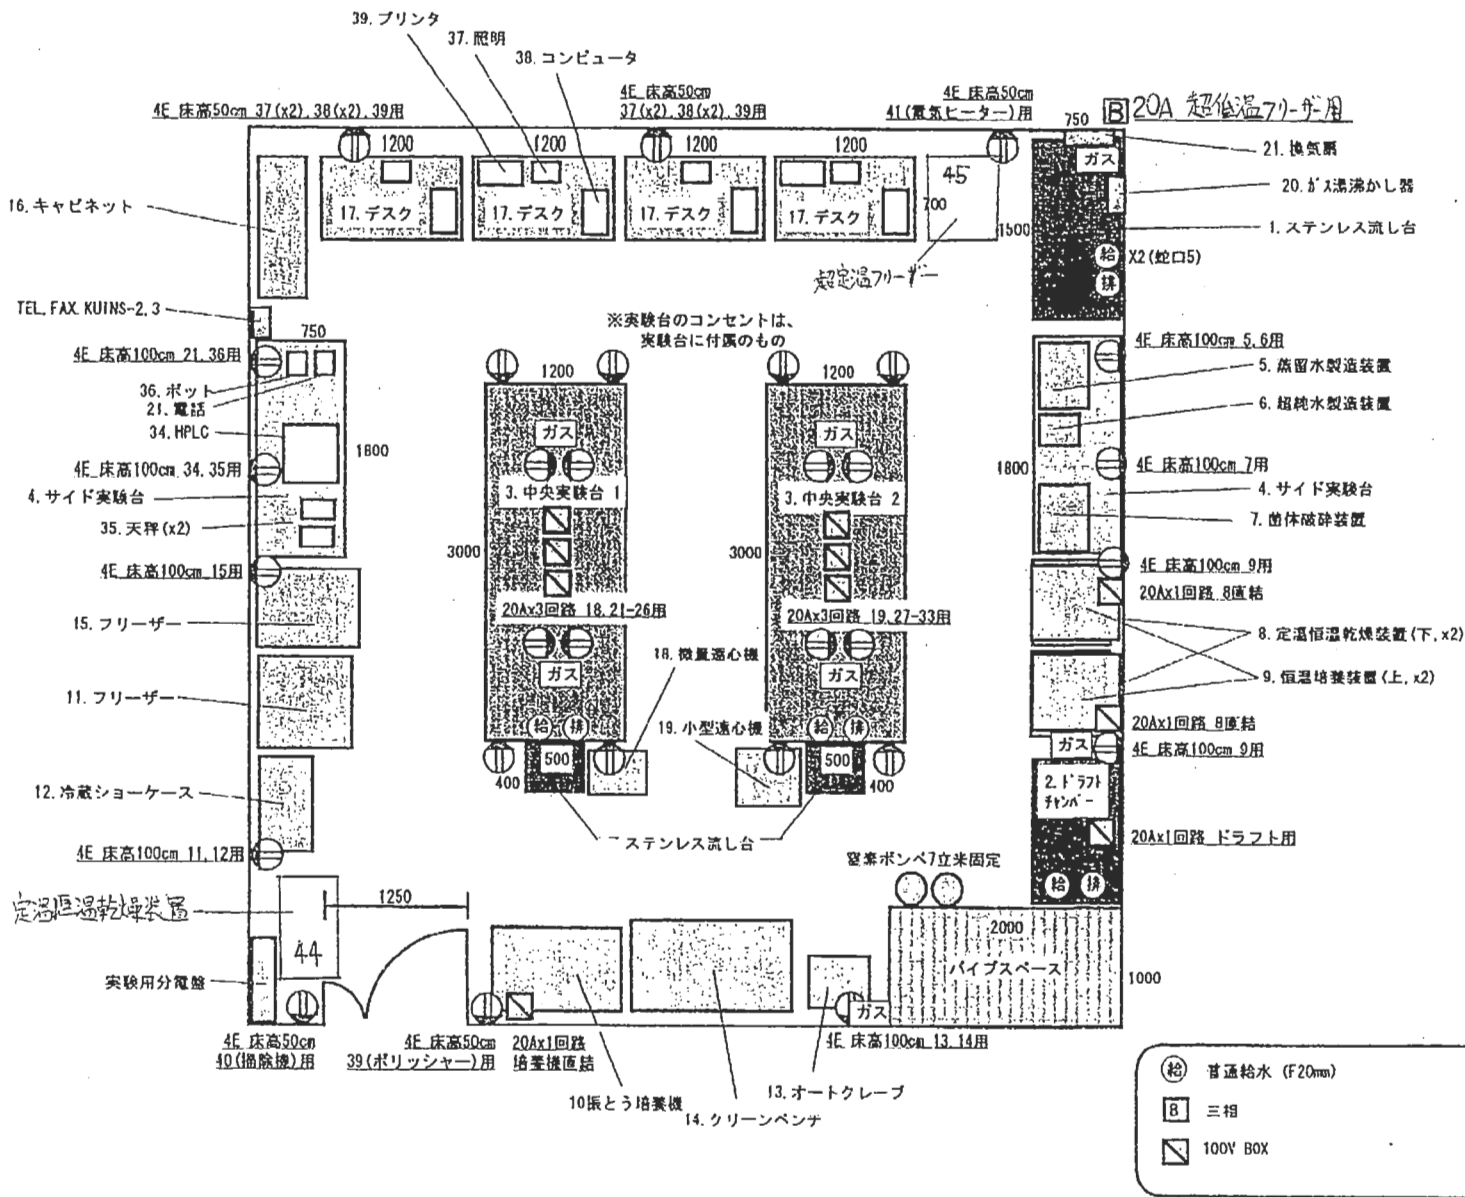 39.プリンタ
37.照明
38.コンピュータ
4E 床高50cm 37(x2), 38(x2), 39用
4E 床高50cm
37(x2), 38(x2), 39用
4E 床高50cm
41(電気ヒーター)用
750
B 20A 超低温フリーザー用
21.換気扇
20.ガス湯沸かし器
1.ステンレス流し台
X2(蛇口5)
ガス
給
排
1500
16.キャビネット
1200
1200
1200
1200
17.デスク
17.デスク
17.デスク
17.デスク
45
700
超定温フリーザー
TEL, FAX, KUINS-2, 3
750
4E 床高100cm 21,36用
36.ポット
21.電話
34.HPLC
1800
4E 床高100cm 34,35用
4.サイド実験台
35.天秤(x2)
4E 床高100cm 15用
15.フリーザー
11.フリーザー
12.冷蔵ショーケース
4E 床高100cm 11,12用
※実験台のコンセントは、
実験台に付属のもの
1200
ガス
3.中央実験台 1
3000
20Ax3回路 18,21-26用
ガス
給 排
500
400
18.微量遠心機
1200
ガス
3.中央実験台 2
3000
20Ax3回路 19,27-33用
ガス
給 排
500
400
19.小型遠心機
ステンレス流し台
4E 床高100cm 5,6用
5.蒸留水製造装置
6.超純水製造装置
1800
4E 床高100cm 7用
4.サイド実験台
7.菌体破砕装置
4E 床高100cm 9用
20Ax1回路 8直結
8.定温恒温乾燥装置(下,x2)
9.恒温培養装置(上,x2)
20Ax1回路 8直結
ガス
4E 床高100cm 9用
2.ドラフト
チャンバー
20Ax1回路 ドラフト用
給 排
窒素ボンベ7立米固定
2000
パイプスペース
1000
定温恒温乾燥装置
44
1250
実験用分電盤
ガス
4E 床高50cm
40(掃除機)用
4E 床高50cm
39(ポリッシャー)用
20Ax1回路
培養機直結
4E 床高100cm 13,14用
10振とう培養機
14.クリーンベンチ
13.オートクレーブ
給 普通給水 (F20mm)
B 三相
100V BOX